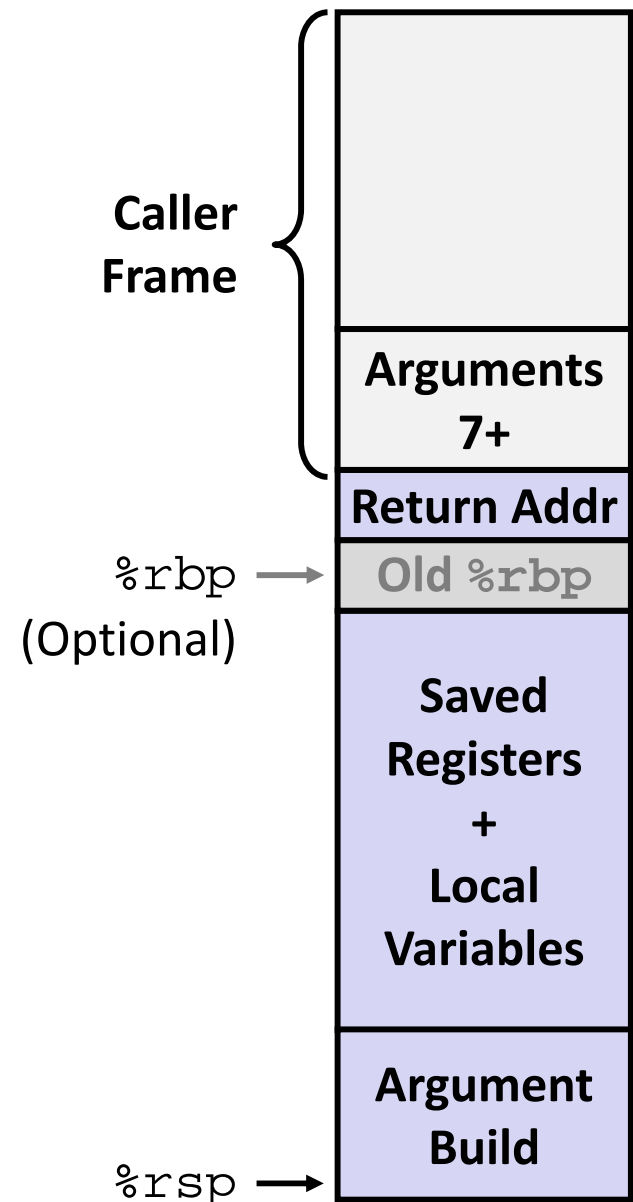 Caller
Frame
Arguments
7+
Return Addr
%rbp
Old %rbp
(Optional)
Saved
Registers
+
Local
Variables
Argument
Build
%rsp